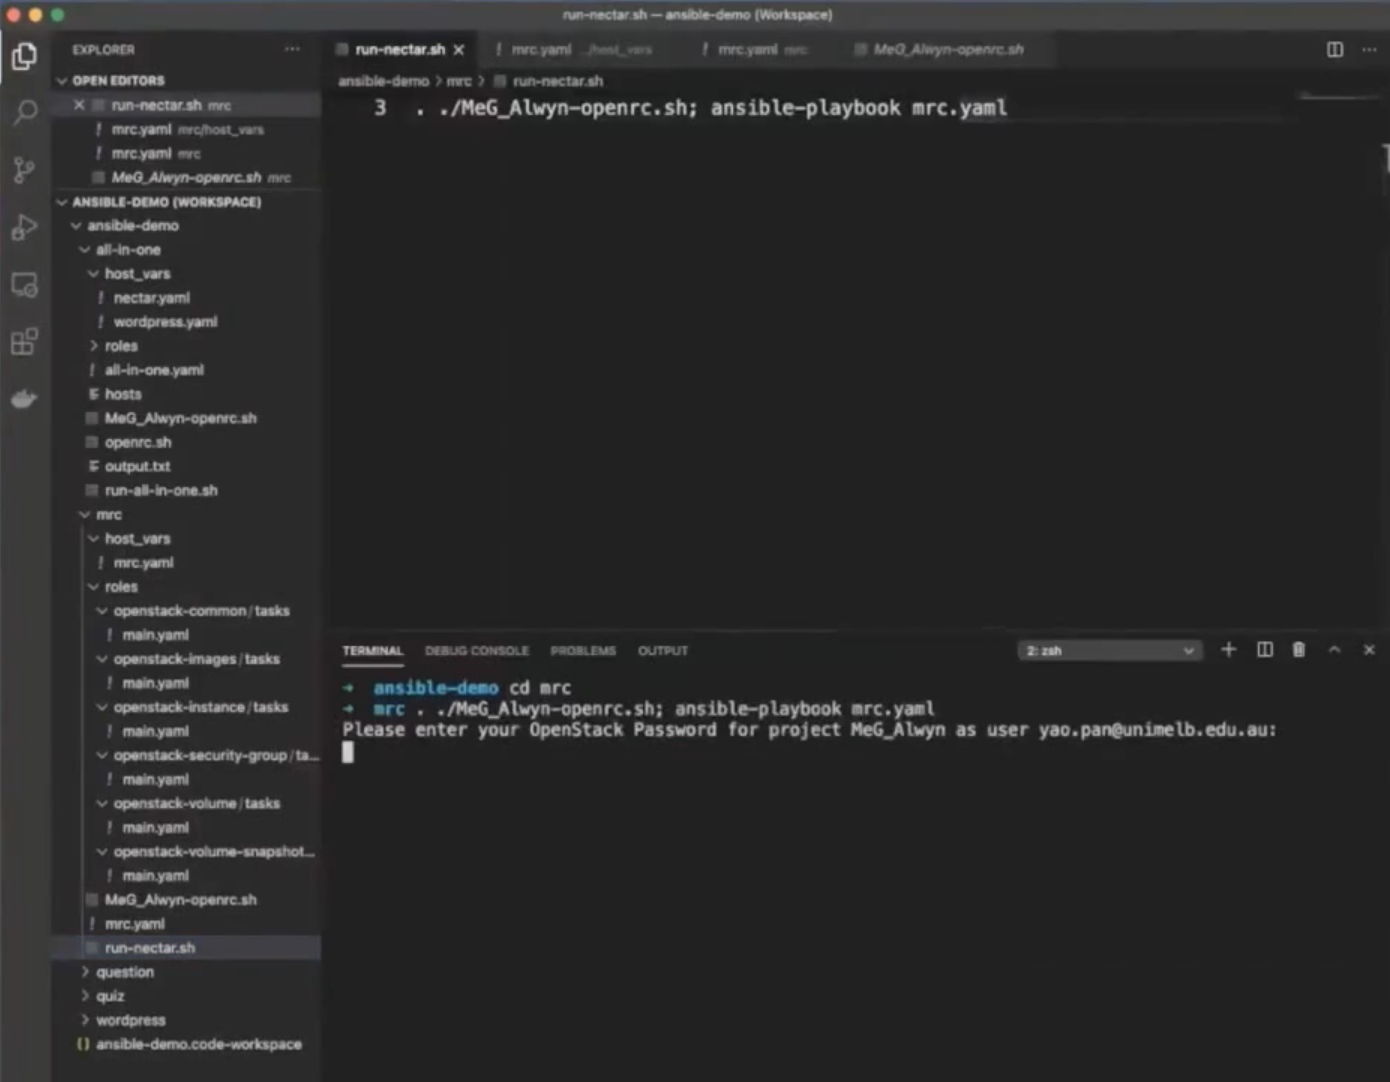 run-nectar.sh — ansible-demo (Workspace)
EXPLORER
run-nectar.sh
mrc.yaml .../host_vars
mrc.yaml mrc
MeG_Alwyn-openrc.sh
OPEN EDITORS
ansible-demo > mrc > run-nectar.sh
run-nectar.sh mrc
mrc.yaml mrc/host_vars
mrc.yaml mrc
MeG_Alwyn-openrc.sh mrc
3 . ./MeG_Alwyn-openrc.sh; ansible-playbook mrc.yaml
ANSIBLE-DEMO (WORKSPACE)
ansible-demo
all-in-one
host_vars
nectar.yaml
wordpress.yaml
roles
all-in-one.yaml
hosts
MeG_Alwyn-openrc.sh
openrc.sh
output.txt
run-all-in-one.sh
mrc
host_vars
mrc.yaml
roles
openstack-common/tasks
main.yaml
openstack-images/tasks
main.yaml
openstack-instance/tasks
main.yaml
openstack-security-group/ta...
main.yaml
openstack-volume/tasks
main.yaml
openstack-volume-snapshot...
main.yaml
MeG_Alwyn-openrc.sh
mrc.yaml
run-nectar.sh
question
quiz
wordpress
{} ansible-demo.code-workspace
TERMINAL DEBUG CONSOLE PROBLEMS OUTPUT
2: zsh
→ ansible-demo cd mrc
→ mrc . ./MeG_Alwyn-openrc.sh; ansible-playbook mrc.yaml
Please enter your OpenStack Password for project MeG_Alwyn as user yao.pan@unimelb.edu.au: